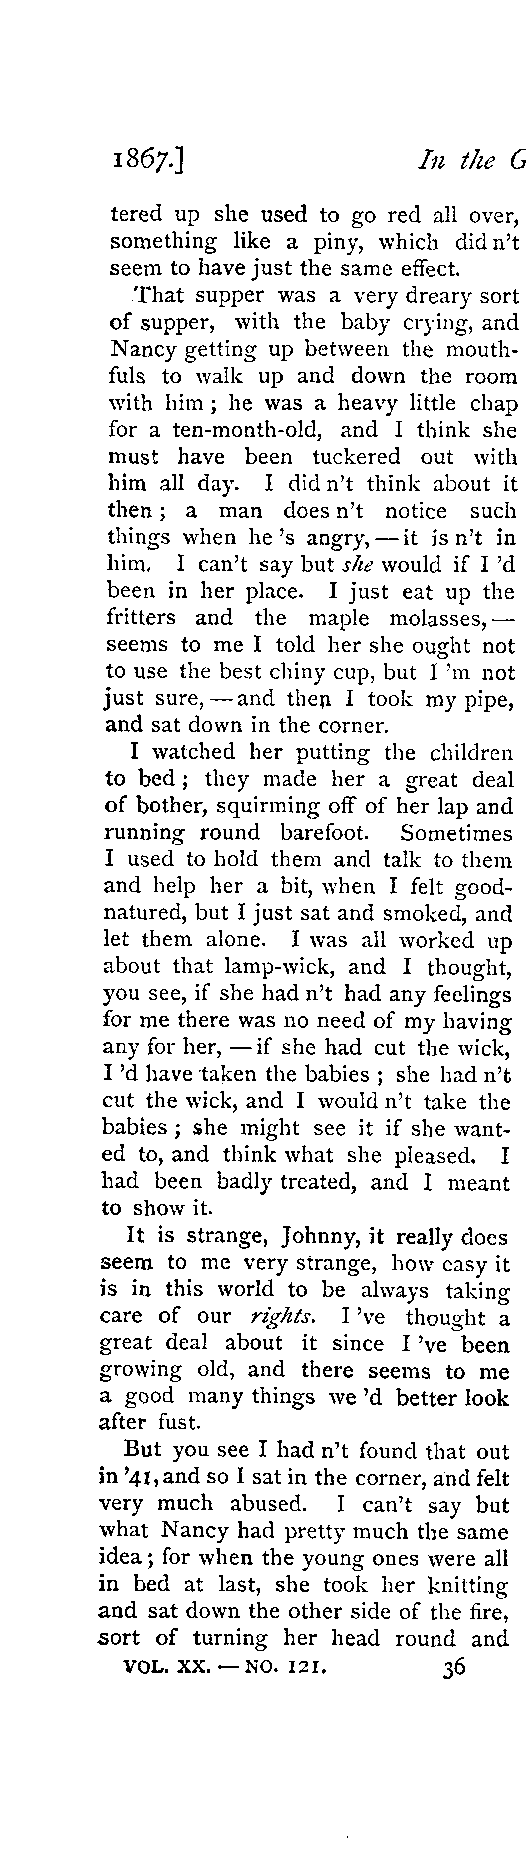 1867.] In the G
tered up she used to go red all over,
something like a piny, which did n't
seem to have just the same effect.
That supper was a very dreary sort
of supper, with the baby crying, and
Nancy getting up between the mouth-
fuls to walk up and down the room
with him ; he was a heavy little chap
for a ten-month-old, and I think she
must have been tuckered out with
him all day. I did n't think about it
then ; a man does n't notice such
things when he 's angry, — it is n't in
him. I can't say but she would if I 'd
been in her place. I just eat up the
fritters and the maple molasses, —
seems to me I told her she ought not
to use the best chiny cup, but I 'm not
just sure, — and then I took my pipe,
and sat down in the corner.
I watched her putting the children
to bed ; they made her a great deal
of bother, squirming off of her lap and
running round barefoot. Sometimes
I used to hold them and talk to them
and help her a bit, when I felt good-
natured, but I just sat and smoked, and
let them alone. I was all worked up
about that lamp-wick, and I thought,
you see, if she had n't had any feelings
for me there was no need of my having
any for her, — if she had cut the wick,
I 'd have taken the babies ; she had n't
cut the wick, and I would n't take the
babies ; she might see it if she want-
ed to, and think what she pleased. I
had been badly treated, and I meant
to show it.
It is strange, Johnny, it really does
seem to me very strange, how easy it
is in this world to be always taking
care of our rights. I 've thought a
great deal about it since I 've been
growing old, and there seems to me
a good many things we 'd better look
after fust.
But you see I had n't found that out
in '41, and so I sat in the corner, and felt
very much abused. I can't say but
what Nancy had pretty much the same
idea ; for when the young ones were all
in bed at last, she took her knitting
and sat down the other side of the fire,
sort of turning her head round and
VOL. XX. — NO. 121. 36